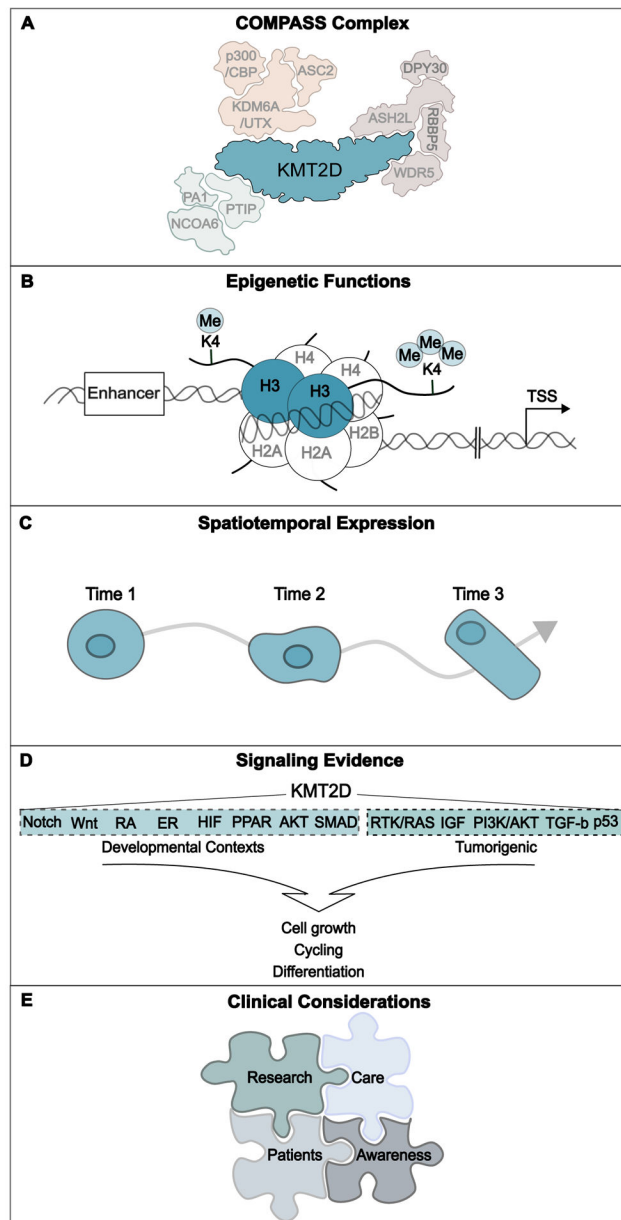 A COMPASS Complex
p300
/CBP
ASC2
DPY30
KDM6A
/UTX
ASH2L
RBBP5
KMT2D
WDR5
PA1
PTIP
NCOA6
B Epigenetic Functions
Me
K4
Me
Me Me
K4
H4
H4
Enhancer
H3
H3
TSS
H2A
H2A
H2B
C Spatiotemporal Expression
Time 1 Time 2 Time 3
D Signaling Evidence
KMT2D
Notch Wnt RA ER HIF PPAR AKT SMAD RTK/RAS IGF PI3K/AKT TGF-b p53
Developmental Contexts Tumorigenic
Cell growth
Cycling
Differentiation
E Clinical Considerations
Research Care
Patients Awareness